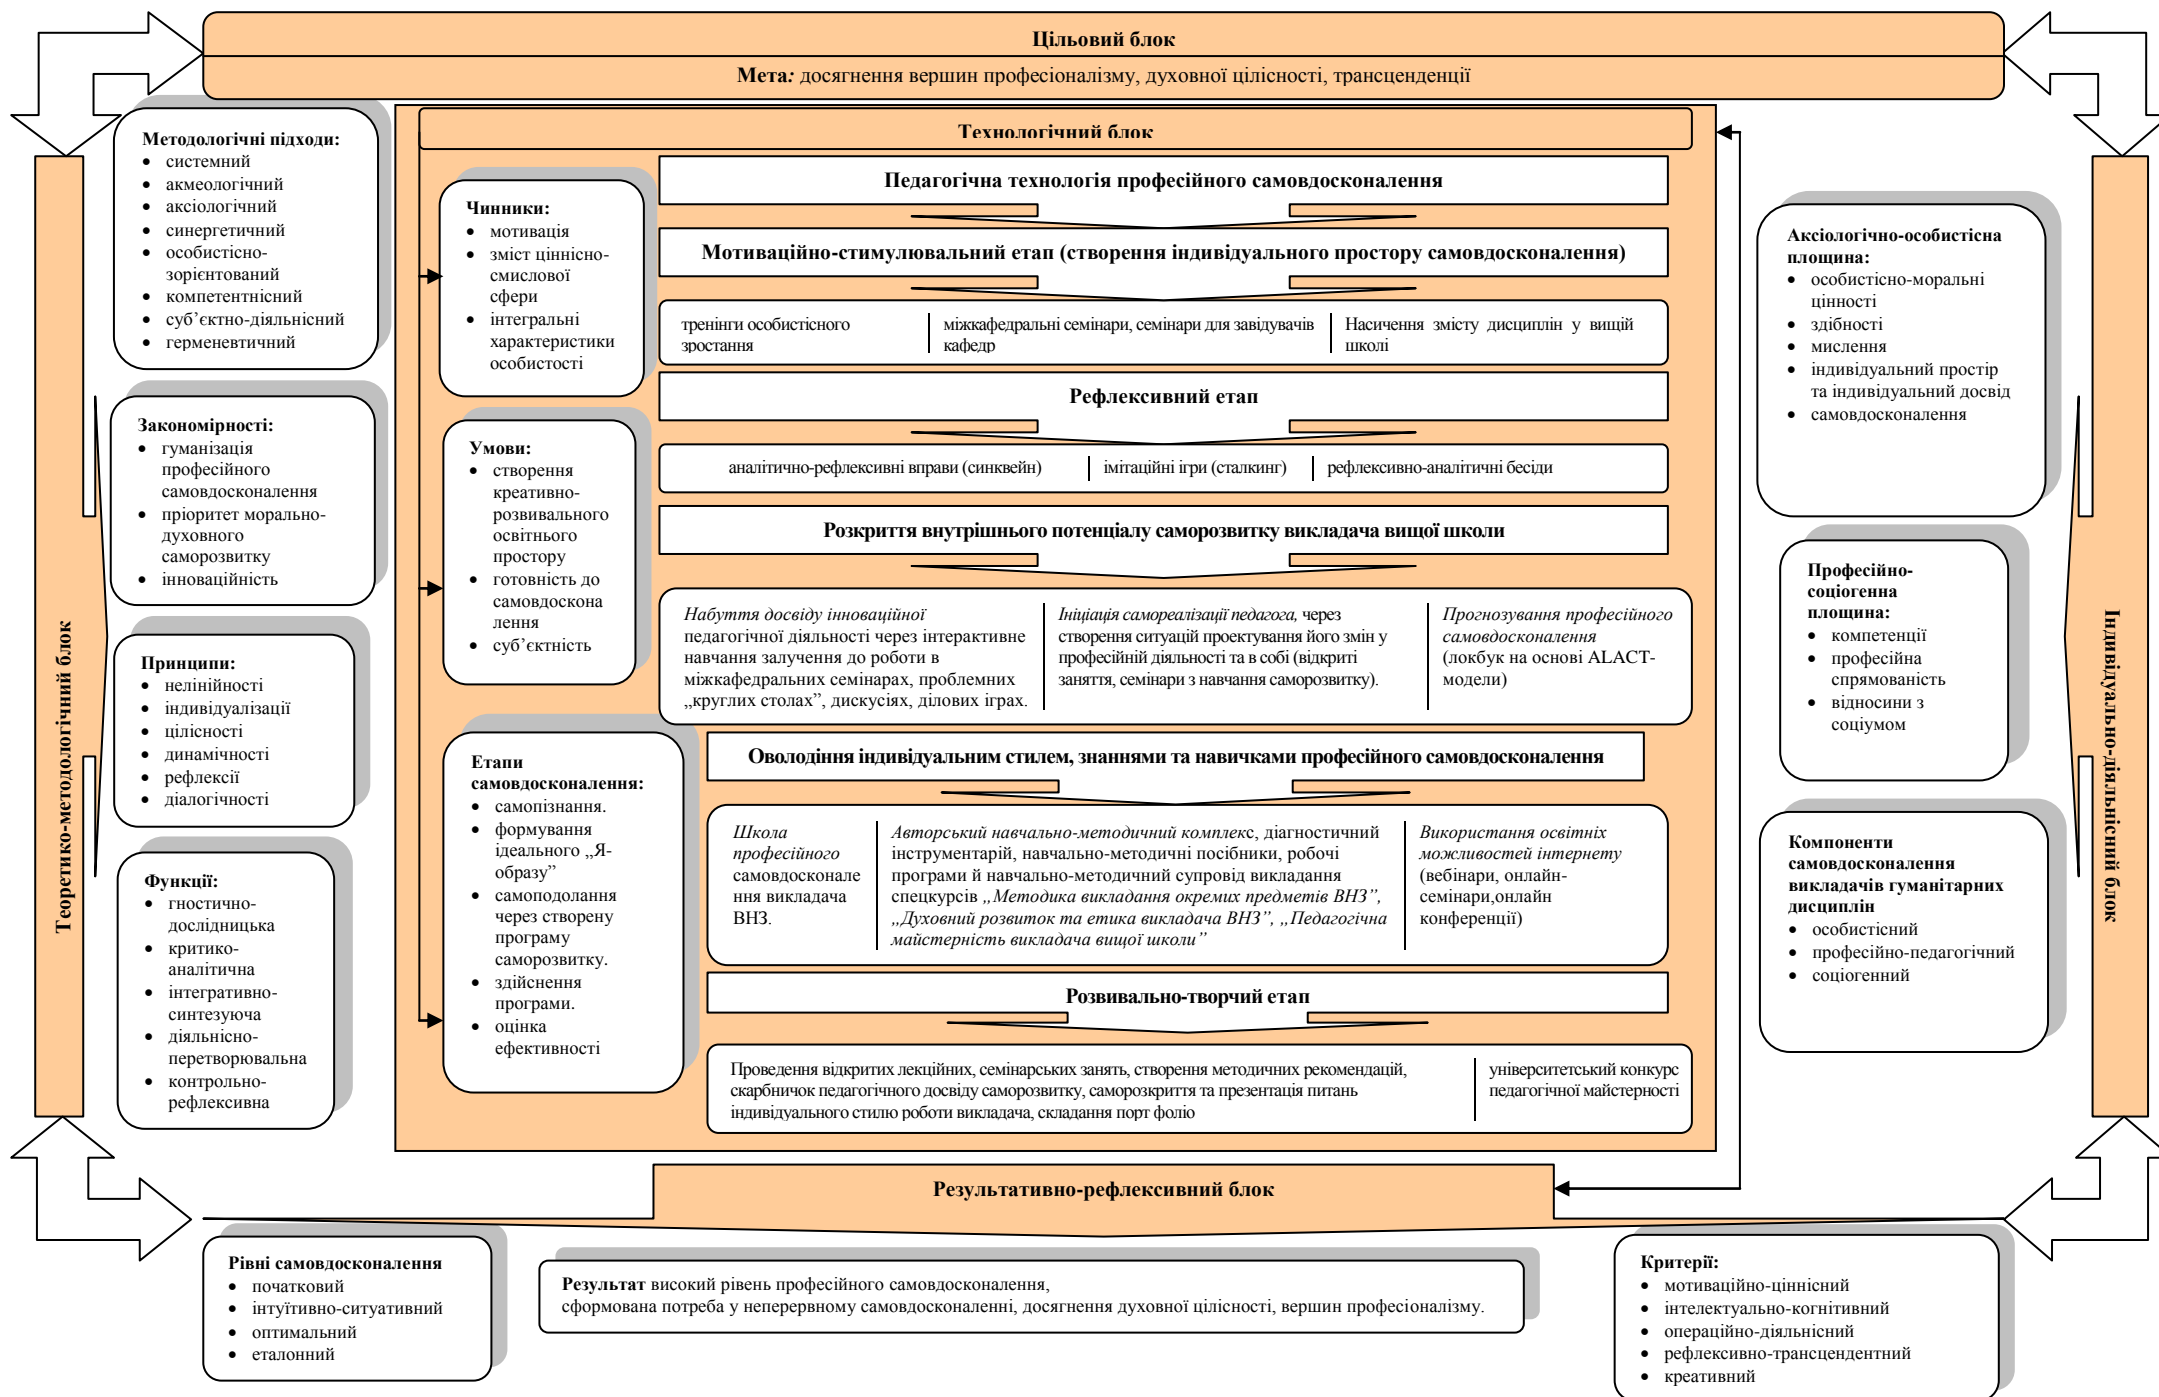 Цільовий блок
Мета: досягнення вершин професіоналізму, духовної цілісності, трансценденції
Теоретико-методологічний блок
Методологічні підходи:
• системний
• акмеологічний
• аксіологічний
• синергетичний
• особистісно-
зорієнтований
• компетентнісний
• суб’єктно-діяльнісний
• герменевтичний
Закономірності:
• гуманізація
професійного
самовдосконалення
• пріоритет морально-
духовного
саморозвитку
• інноваційність
Принципи:
• нелінійності
• індивідуалізації
• цілісності
• динамічності
• рефлексії
• діалогічності
Функції:
• гностично-
дослідницька
• критико-
аналітична
• інтегративно-
синтезуюча
• діяльнісно-
перетворювальна
• контрольно-
рефлексивна
Технологічний блок
Чинники:
• мотивація
• зміст ціннісно-
смислової
сфери
• інтегральні
характеристики
особистості
Умови:
• створення
креативно-
розвивального
освітнього
простору
• готовність до
самовдоскона
лення
• суб’єктність
Етапи
самовдосконалення:
• самопізнання.
• формування
ідеального „Я-
образу”
• самоподолання
через створену
програму
саморозвитку.
• здійснення
програми.
• оцінка
ефективності
Педагогічна технологія професійного самовдосконалення
Мотиваційно-стимулювальний етап (створення індивідуального простору самовдосконалення)
тренінги особистісного
зростання
міжкафедральні семінари, семінари для завідувачів
кафедр
Насичення змісту дисциплін у вищій
школі
Рефлексивний етап
аналітично-рефлексивні вправи (синквейн)
імітаційні ігри (сталкинг)
рефлексивно-аналітичні бесіди
Розкриття внутрішнього потенціалу саморозвитку викладача вищої школи
Набуття досвіду інноваційної
педагогічної діяльності через інтерактивне
навчання залучення до роботи в
міжкафедральних семінарах, проблемних
„круглих столах”, дискусіях, ділових іграх.
Ініціація самореалізації педагога, через
створення ситуацій проектування його змін у
професійній діяльності та в собі (відкриті
заняття, семінари з навчання саморозвитку).
Прогнозування професійного
самовдосконалення
(локбук на основі ALACT-
моделі)
Оволодіння індивідуальним стилем, знаннями та навичками професійного самовдосконалення
Школа
професійного
самовдосконале
ння викладача
ВНЗ.
Авторський навчально-методичний комплекс, діагностичний
інструментарій, навчально-методичні посібники, робочі
програми й навчально-методичний супровід викладання
спецкурсів „Методика викладання окремих предметів ВНЗ”,
„Духовний розвиток та етика викладача ВНЗ”, „Педагогічна
майстерність викладача вищої школи”
Використання освітніх
можливостей інтернету
(вебінари, онлайн-
семінари,онлайн
конференції)
Розвивально-творчий етап
Проведення відкритих лекційних, семінарських занять, створення методичних рекомендацій,
скарбничок педагогічного досвіду саморозвитку, саморозкриття та презентація питань
індивідуального стилю роботи викладача, складання порт фоліо
університетський конкурс
педагогічної майстерності
Аксіологічно-особистісна
площина:
• особистісно-моральні
цінності
• здібності
• мислення
• індивідуальний простір
та індивідуальний досвід
• самовдосконалення
Професійно-
соціогенна
площина:
• компетенції
• професійна
спрямованість
• відносини з
соціумом
Компоненти
самовдосконалення
викладачів гуманітарних
дисциплін
• особистісний
• професійно-педагогічний
• соціогенний
Індивідуально-діяльнісний блок
Результативно-рефлексивний блок
Рівні самовдосконалення
• початковий
• інтуїтивно-ситуативний
• оптимальний
• еталонний
Результат високий рівень професійного самовдосконалення,
сформована потреба у неперервному самовдосконаленні, досягнення духовної цілісності, вершин професіоналізму.
Критерії:
• мотиваційно-ціннісний
• інтелектуально-когнітивний
• операційно-діяльнісний
• рефлексивно-трансцендентний
• креативний